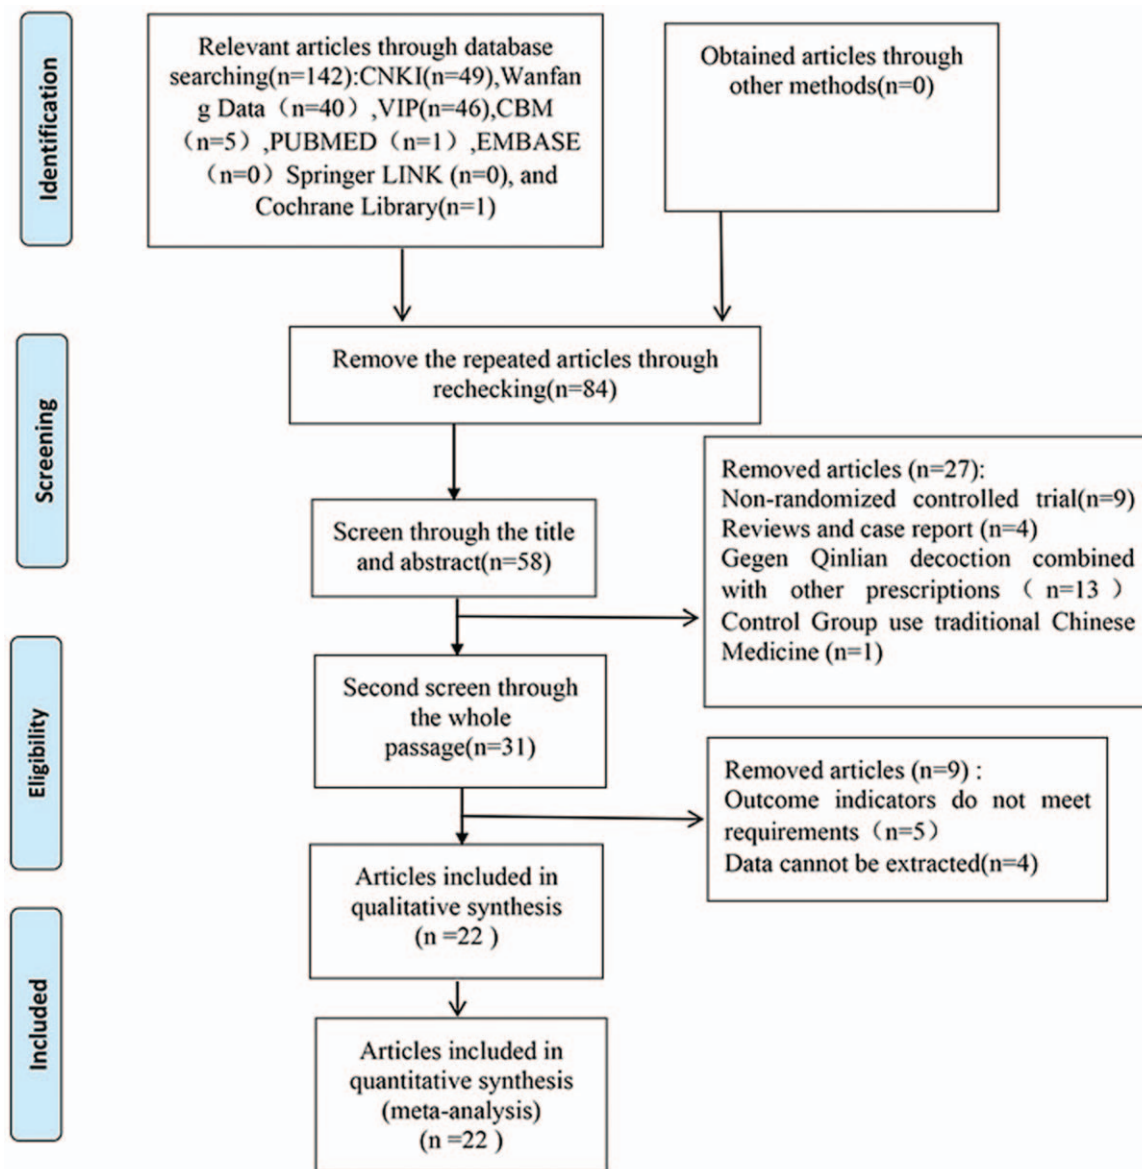 Identification
Relevant articles through database
searching(n=142):CNKI(n=49),Wanfan
g Data（n=40）,VIP(n=46),CBM
（n=5）,PUBMED（n=1）,EMBASE
（n=0）Springer LINK (n=0), and
Cochrane Library(n=1)
Obtained articles through
other methods(n=0)
Screening
Remove the repeated articles through
rechecking(n=84)
Screen through the title
and abstract(n=58)
Removed articles (n=27):
Non-randomized controlled trial(n=9)
Reviews and case report (n=4)
Gegen Qinlian decoction combined
with other prescriptions （ n=13 ）
Control Group use traditional Chinese
Medicine (n=1)
Eligibility
Second screen through
the whole
passage(n=31)
Removed articles (n=9) :
Outcome indicators do not meet
requirements（n=5）
Data cannot be extracted(n=4)
Articles included in
qualitative synthesis
(n =22 )
Included
Articles included in
quantitative synthesis
(meta-analysis)
(n =22 )